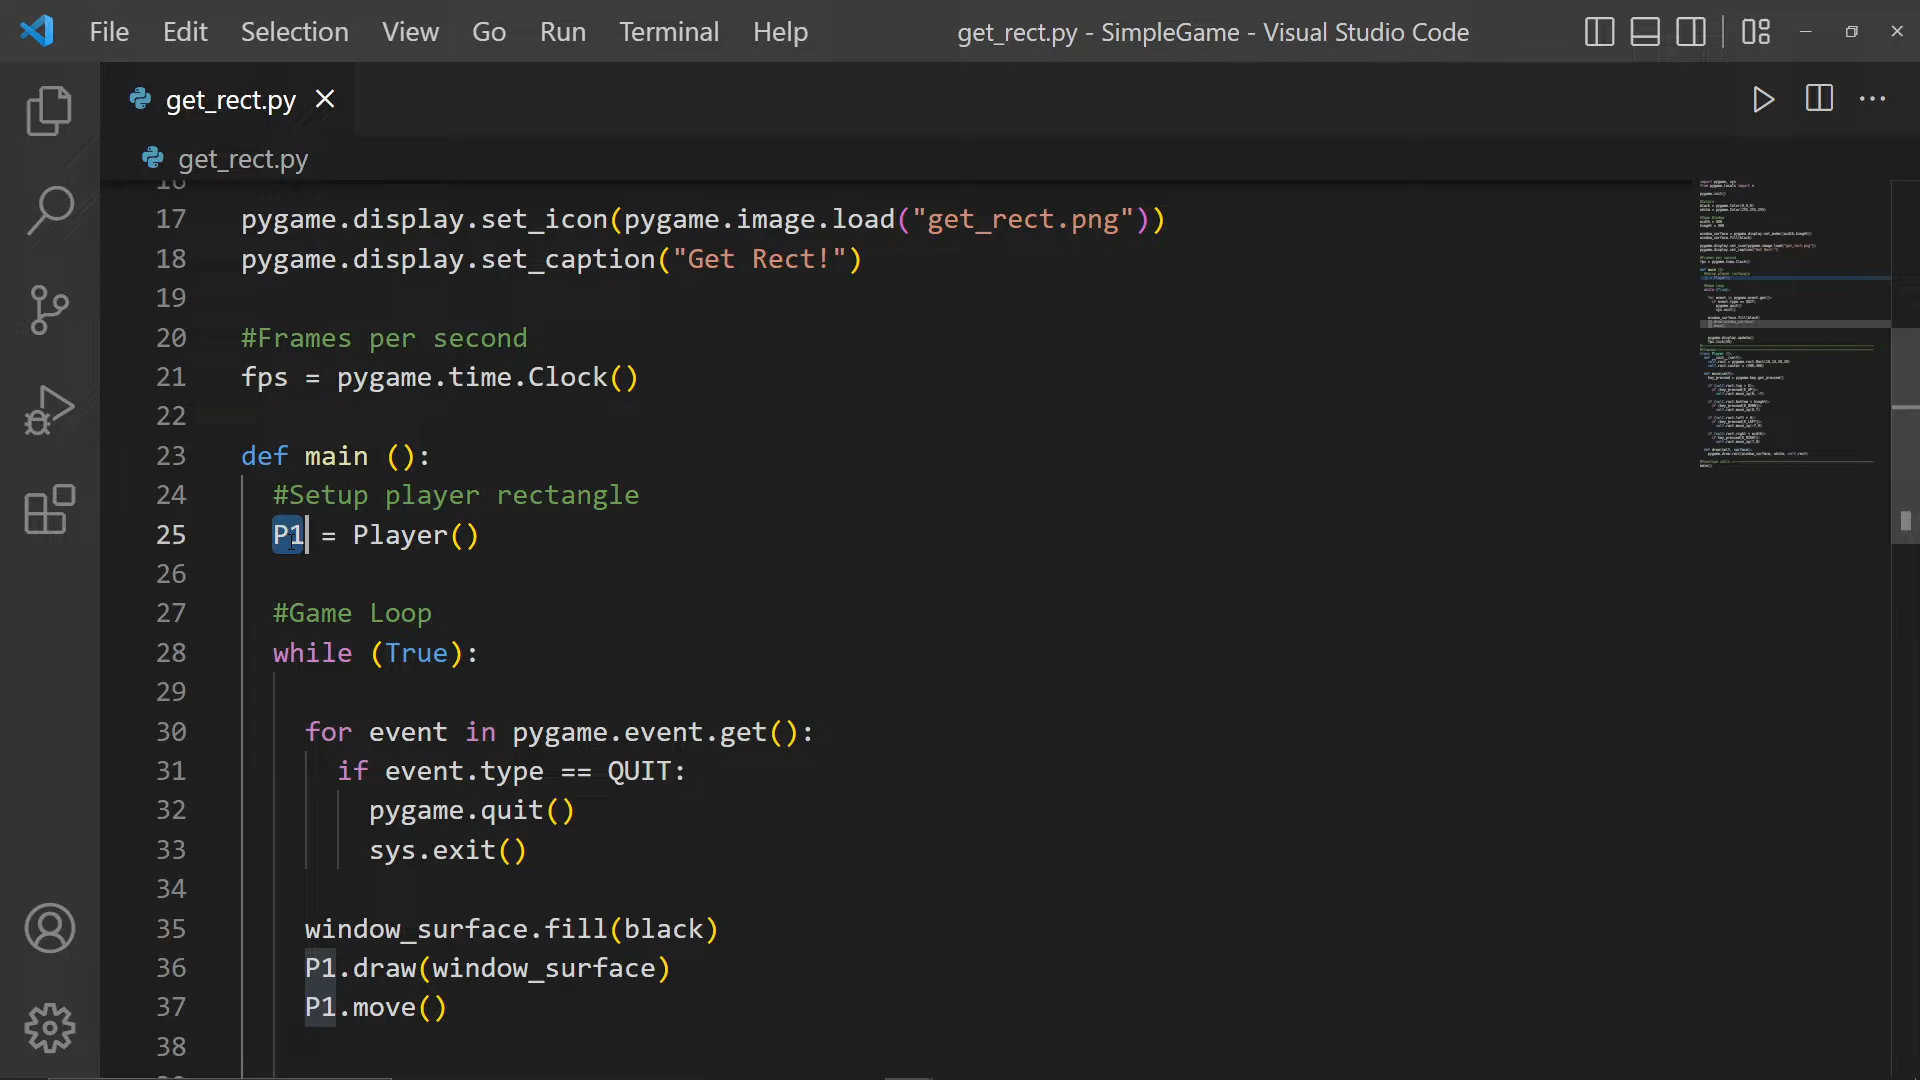 File Edit Selection View Go Run Terminal Help get_rect.py - SimpleGame - Visual Studio Code
get_rect.py
get_rect.py
16
17 pygame.display.set_icon(pygame.image.load("get_rect.png"))
18 pygame.display.set_caption("Get Rect!")
19
20 #Frames per second
21 fps = pygame.time.Clock()
22
23 def main ():
24 #Setup player rectangle
25 P1 = Player()
26
27 #Game Loop
28 while (True):
29
30 for event in pygame.event.get():
31 if event.type == QUIT:
32 pygame.quit()
33 sys.exit()
34
35 window_surface.fill(black)
36 P1.draw(window_surface)
37 P1.move()
38